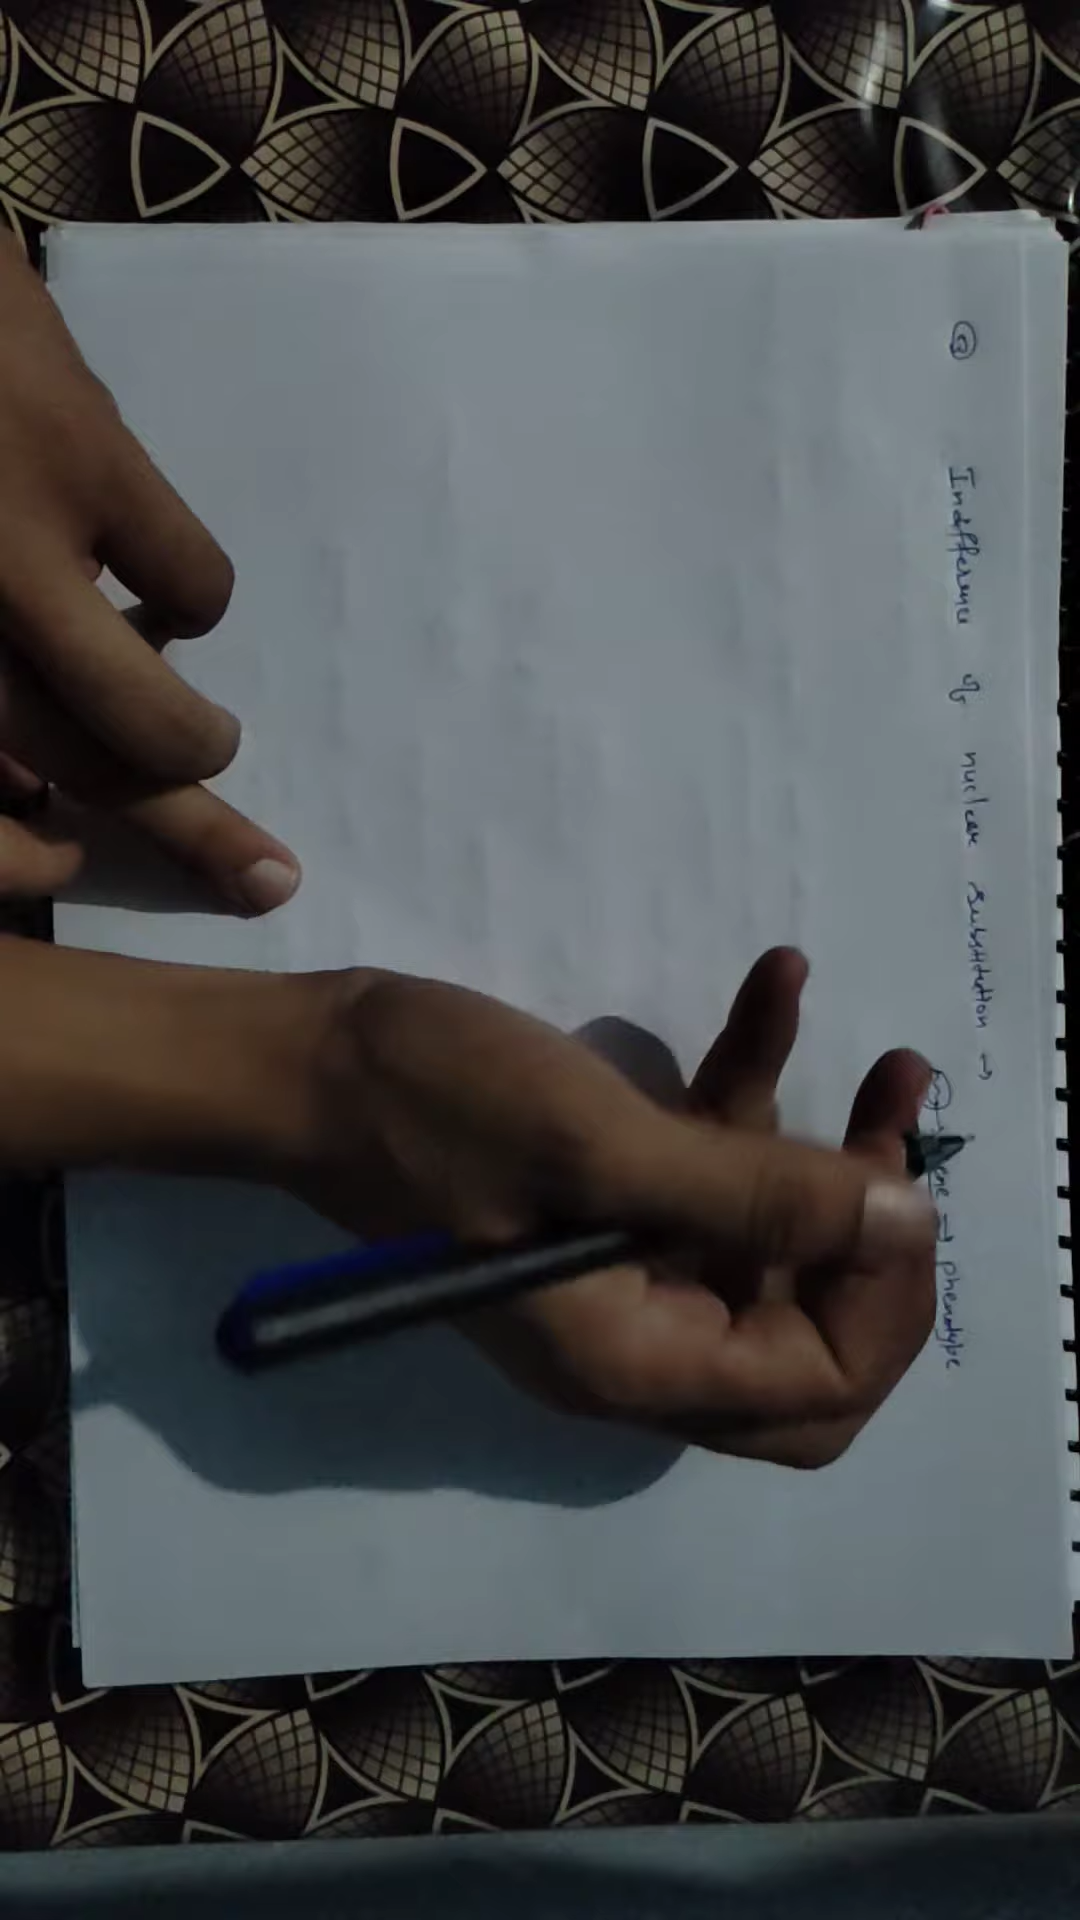 ② Indifference of nuclear substitution →
→ phenotype